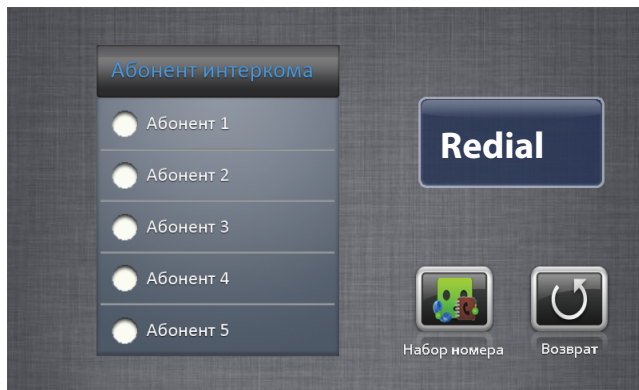 Абонент интеркома
Абонент 1
Абонент 2
Абонент 3
Абонент 4
Абонент 5
Redial
Набор номера
Возврат